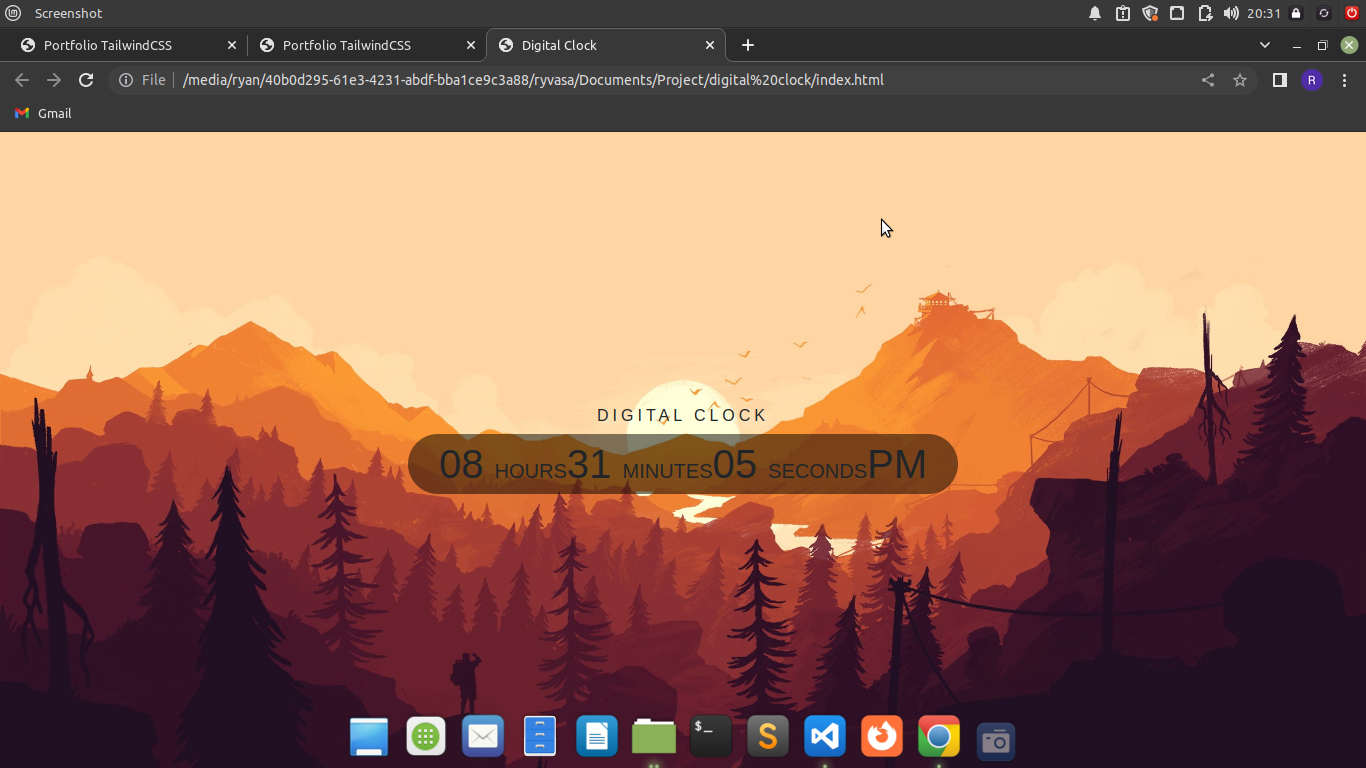 Screenshot 20:31
Portfolio TailwindCSS Portfolio TailwindCSS Digital Clock
File /media/ryan/40b0d295-61e3-4231-abdf-bba1ce9c3a88/ryvasa/Documents/Project/digital%20clock/index.html R
Gmail
DIGITAL CLOCK
08 HOURS31 MINUTES05 SECONDSPM
$_ S